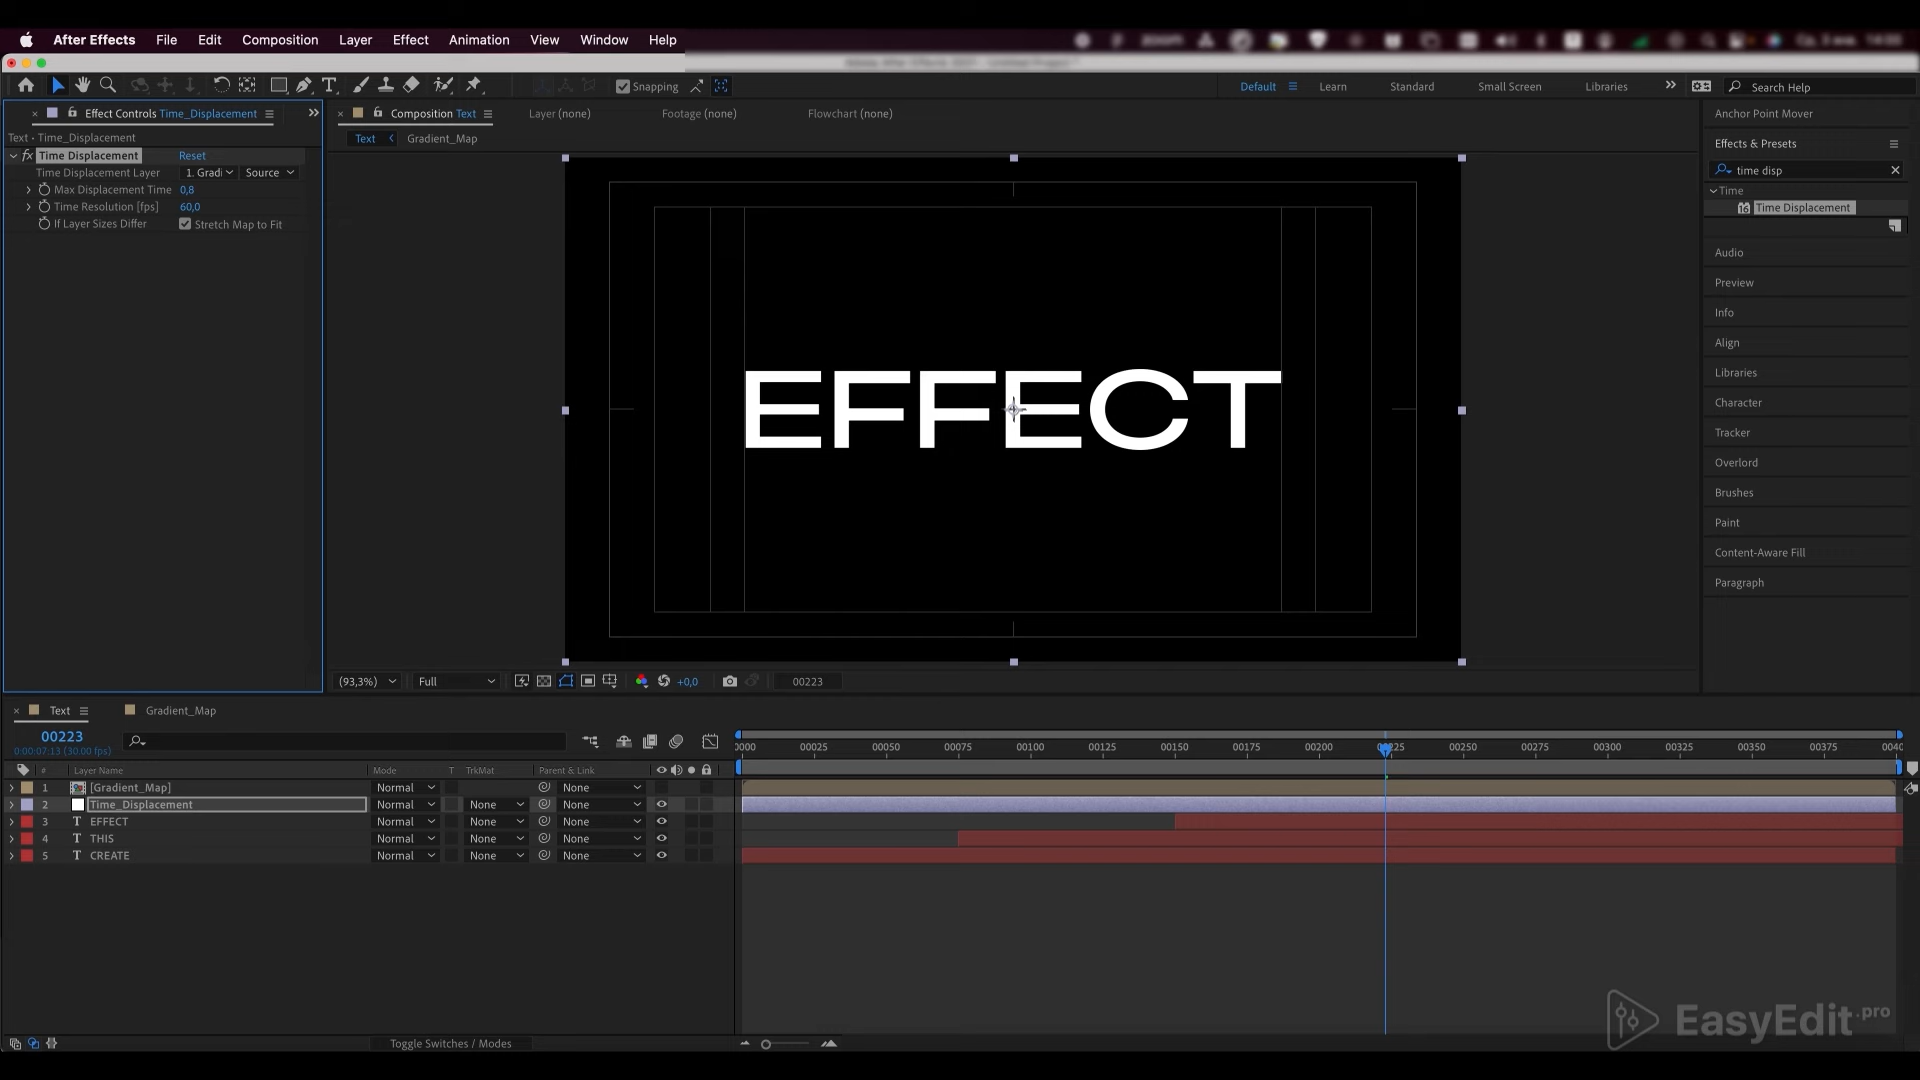 After Effects File Edit Composition Layer Effect Animation View Window Help
Snapping Default Learn Standard Small Screen Libraries Search Help
Effect Controls Time_Displacement
Composition Text Layer (none) Footage (none) Flowchart (none)
Text • Time_Displacement
Text Gradient_Map
fx Time Displacement Reset
Time Displacement Layer 1. Gradi Source
Max Displacement Time 0,8
Time Resolution [fps] 60,0
If Layer Sizes Differ Stretch Map to Fit
EFFECT
Anchor Point Mover
Effects & Presets
time disp
Time
16 Time Displacement
Audio
Preview
Info
Align
Libraries
Character
Tracker
Overlord
Brushes
Paint
Content-Aware Fill
Paragraph
(93,3%) Full +0,0 00223
Text Gradient_Map
00223
0:00:07:13 (30.00 fps)
0000 00025 00050 00075 00100 00125 00150 00175 00200 00225 00250 00275 00300 00325 00350 00375 0040
# Layer Name Mode T TrkMat Parent & Link
1 [Gradient_Map] Normal None
2 Time_Displacement Normal None None
3 T EFFECT Normal None None
4 T THIS Normal None None
5 T CREATE Normal None None
Toggle Switches / Modes
EasyEdit.pro